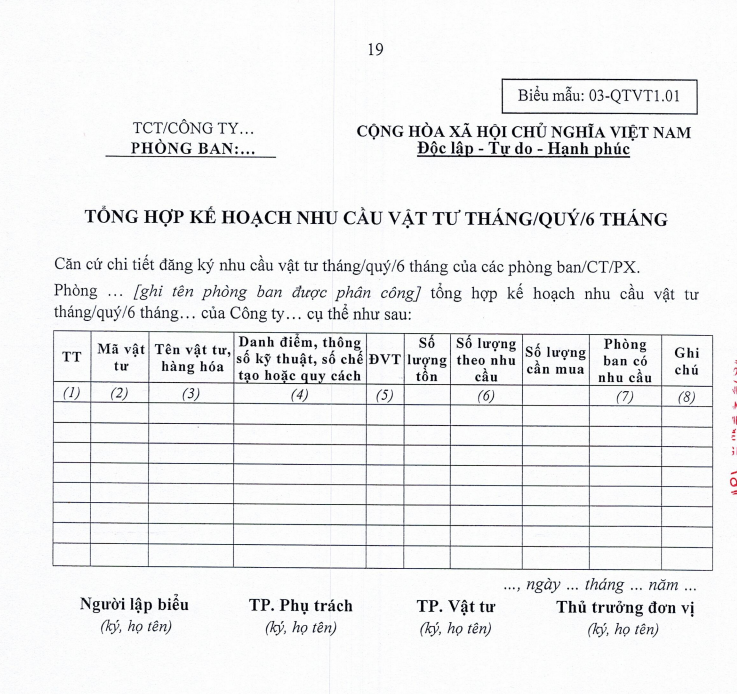 19
Biểu mẫu: 03-QTVT1.01
TCT/CÔNG TY...
PHÒNG BAN:...
CỘNG HÒA XÃ HỘI CHỦ NGHĨA VIỆT NAM
Độc lập - Tự do - Hạnh phúc
TỔNG HỢP KẾ HOẠCH NHU CẦU VẬT TƯ THÁNG/QUÝ/6 THÁNG
Căn cứ chi tiết đăng ký nhu cầu vật tư tháng/quý/6 tháng của các phòng ban/CT/PX.
Phòng ... [ghi tên phòng ban được phân công] tổng hợp kế hoạch nhu cầu vật tư
tháng/quý/6 tháng... của Công ty... cụ thể như sau:
TT
Mã vật
tư
Tên vật tư,
hàng hóa
Danh điểm, thông
số kỹ thuật, số chế
tạo hoặc quy cách
ĐVT
Số
lượng
tồn
Số lượng
theo nhu
cầu
Số lượng
cần mua
Phòng
ban có
nhu cầu
Ghi
chú
(1) (2) (3) (4) (5) (6) (7) (8)
..., ngày ... tháng ... năm ...
Người lập biểu
(ký, họ tên)
TP. Phụ trách
(ký, họ tên)
TP. Vật tư
(ký, họ tên)
Thủ trưởng đơn vị
(ký, họ tên)